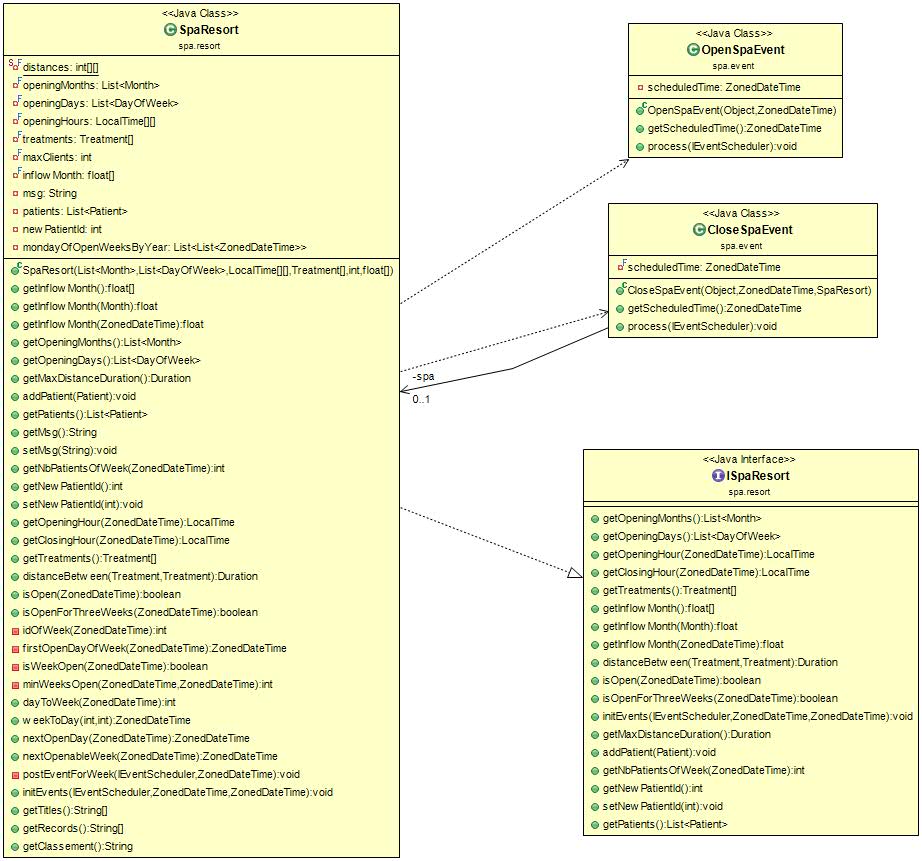 <<Java Class>>
SpaResort
spa.resort
distances: int[][]
openingMonths: List<Month>
openingDays: List<DayOfWeek>
openingHours: LocalTime[][]
treatments: Treatment[]
maxClients: int
inflowMonth: float[]
msg: String
patients: List<Patient>
newPatientId: int
mondayOfOpenWeeksByYear: List<List<ZonedDateTime>>
SpaResort(List<Month>,List<DayOfWeek>,LocalTime[][],Treatment[],int,float[])
getInflowMonth():float[]
getInflowMonth(Month):float
getInflowMonth(ZonedDateTime):float
getOpeningMonths():List<Month>
getOpeningDays():List<DayOfWeek>
getMaxDistanceDuration():Duration
addPatient(Patient):void
getPatients():List<Patient>
getMsg():String
setMsg(String):void
getNbPatientsOfWeek(ZonedDateTime):int
getNewPatientId():int
setNewPatientId(int):void
getOpeningHour(ZonedDateTime):LocalTime
getClosingHour(ZonedDateTime):LocalTime
getTreatments():Treatment[]
distanceBetween(Treatment,Treatment):Duration
isOpen(ZonedDateTime):boolean
isOpenForThreeWeeks(ZonedDateTime):boolean
idOfWeek(ZonedDateTime):int
firstOpenDayOfWeek(ZonedDateTime):ZonedDateTime
isWeekOpen(ZonedDateTime):boolean
minWeeksOpen(ZonedDateTime,ZonedDateTime):int
dayToWeek(ZonedDateTime):int
weekToDay(int,int):ZonedDateTime
nextOpenDay(ZonedDateTime):ZonedDateTime
nextOpenableWeek(ZonedDateTime):ZonedDateTime
postEventForWeek(IEventScheduler,ZonedDateTime):void
initEvents(IEventScheduler,ZonedDateTime,ZonedDateTime):void
getTitles():String[]
getRecords():String[]
getClassement():String
<<Java Class>>
OpenSpaEvent
spa.event
scheduledTime: ZonedDateTime
OpenSpaEvent(Object,ZonedDateTime)
getScheduledTime():ZonedDateTime
process(IEventScheduler):void
<<Java Class>>
CloseSpaEvent
spa.event
scheduledTime: ZonedDateTime
CloseSpaEvent(Object,ZonedDateTime,SpaResort)
getScheduledTime():ZonedDateTime
process(IEventScheduler):void
-spa
0..1
<<Java Interface>>
ISpaResort
spa.resort
getOpeningMonths():List<Month>
getOpeningDays():List<DayOfWeek>
getOpeningHour(ZonedDateTime):LocalTime
getClosingHour(ZonedDateTime):LocalTime
getTreatments():Treatment[]
getInflowMonth():float[]
getInflowMonth(Month):float
getInflowMonth(ZonedDateTime):float
distanceBetween(Treatment,Treatment):Duration
isOpen(ZonedDateTime):boolean
isOpenForThreeWeeks(ZonedDateTime):boolean
initEvents(IEventScheduler,ZonedDateTime,ZonedDateTime):void
getMaxDistanceDuration():Duration
addPatient(Patient):void
getNbPatientsOfWeek(ZonedDateTime):int
getNewPatientId():int
setNewPatientId(int):void
getPatients():List<Patient>